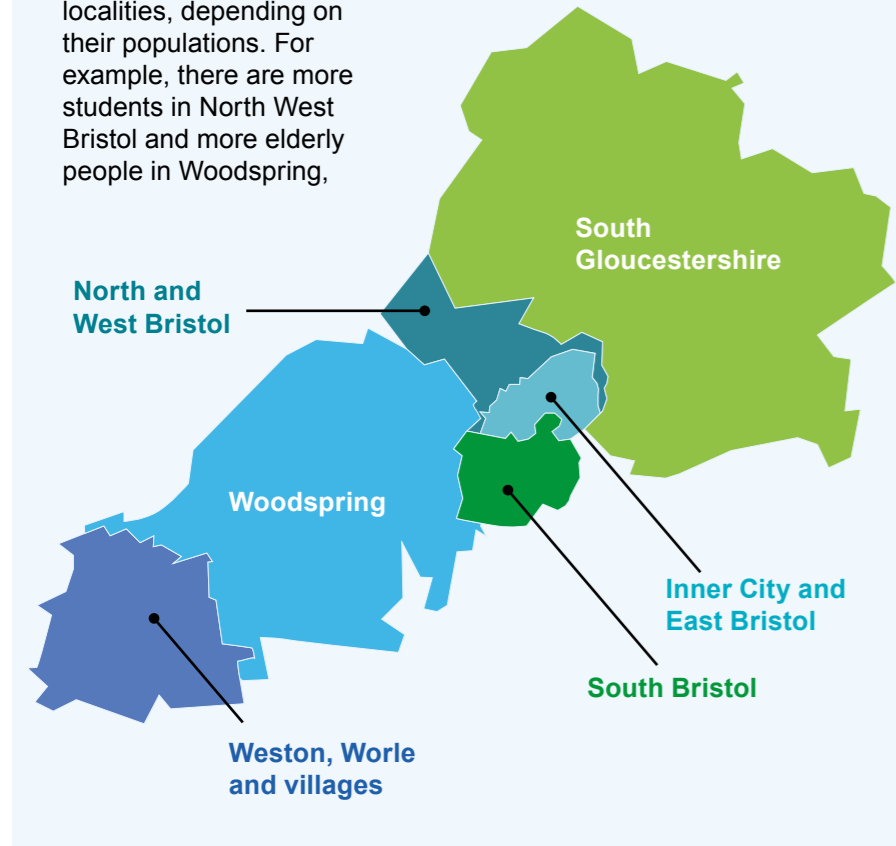 localities, depending on
their populations. For
example, there are more
students in North West
Bristol and more elderly
people in Woodspring,
South
Gloucestershire
North and
West Bristol
Woodspring
Inner City and
East Bristol
South Bristol
Weston, Worle
and villages